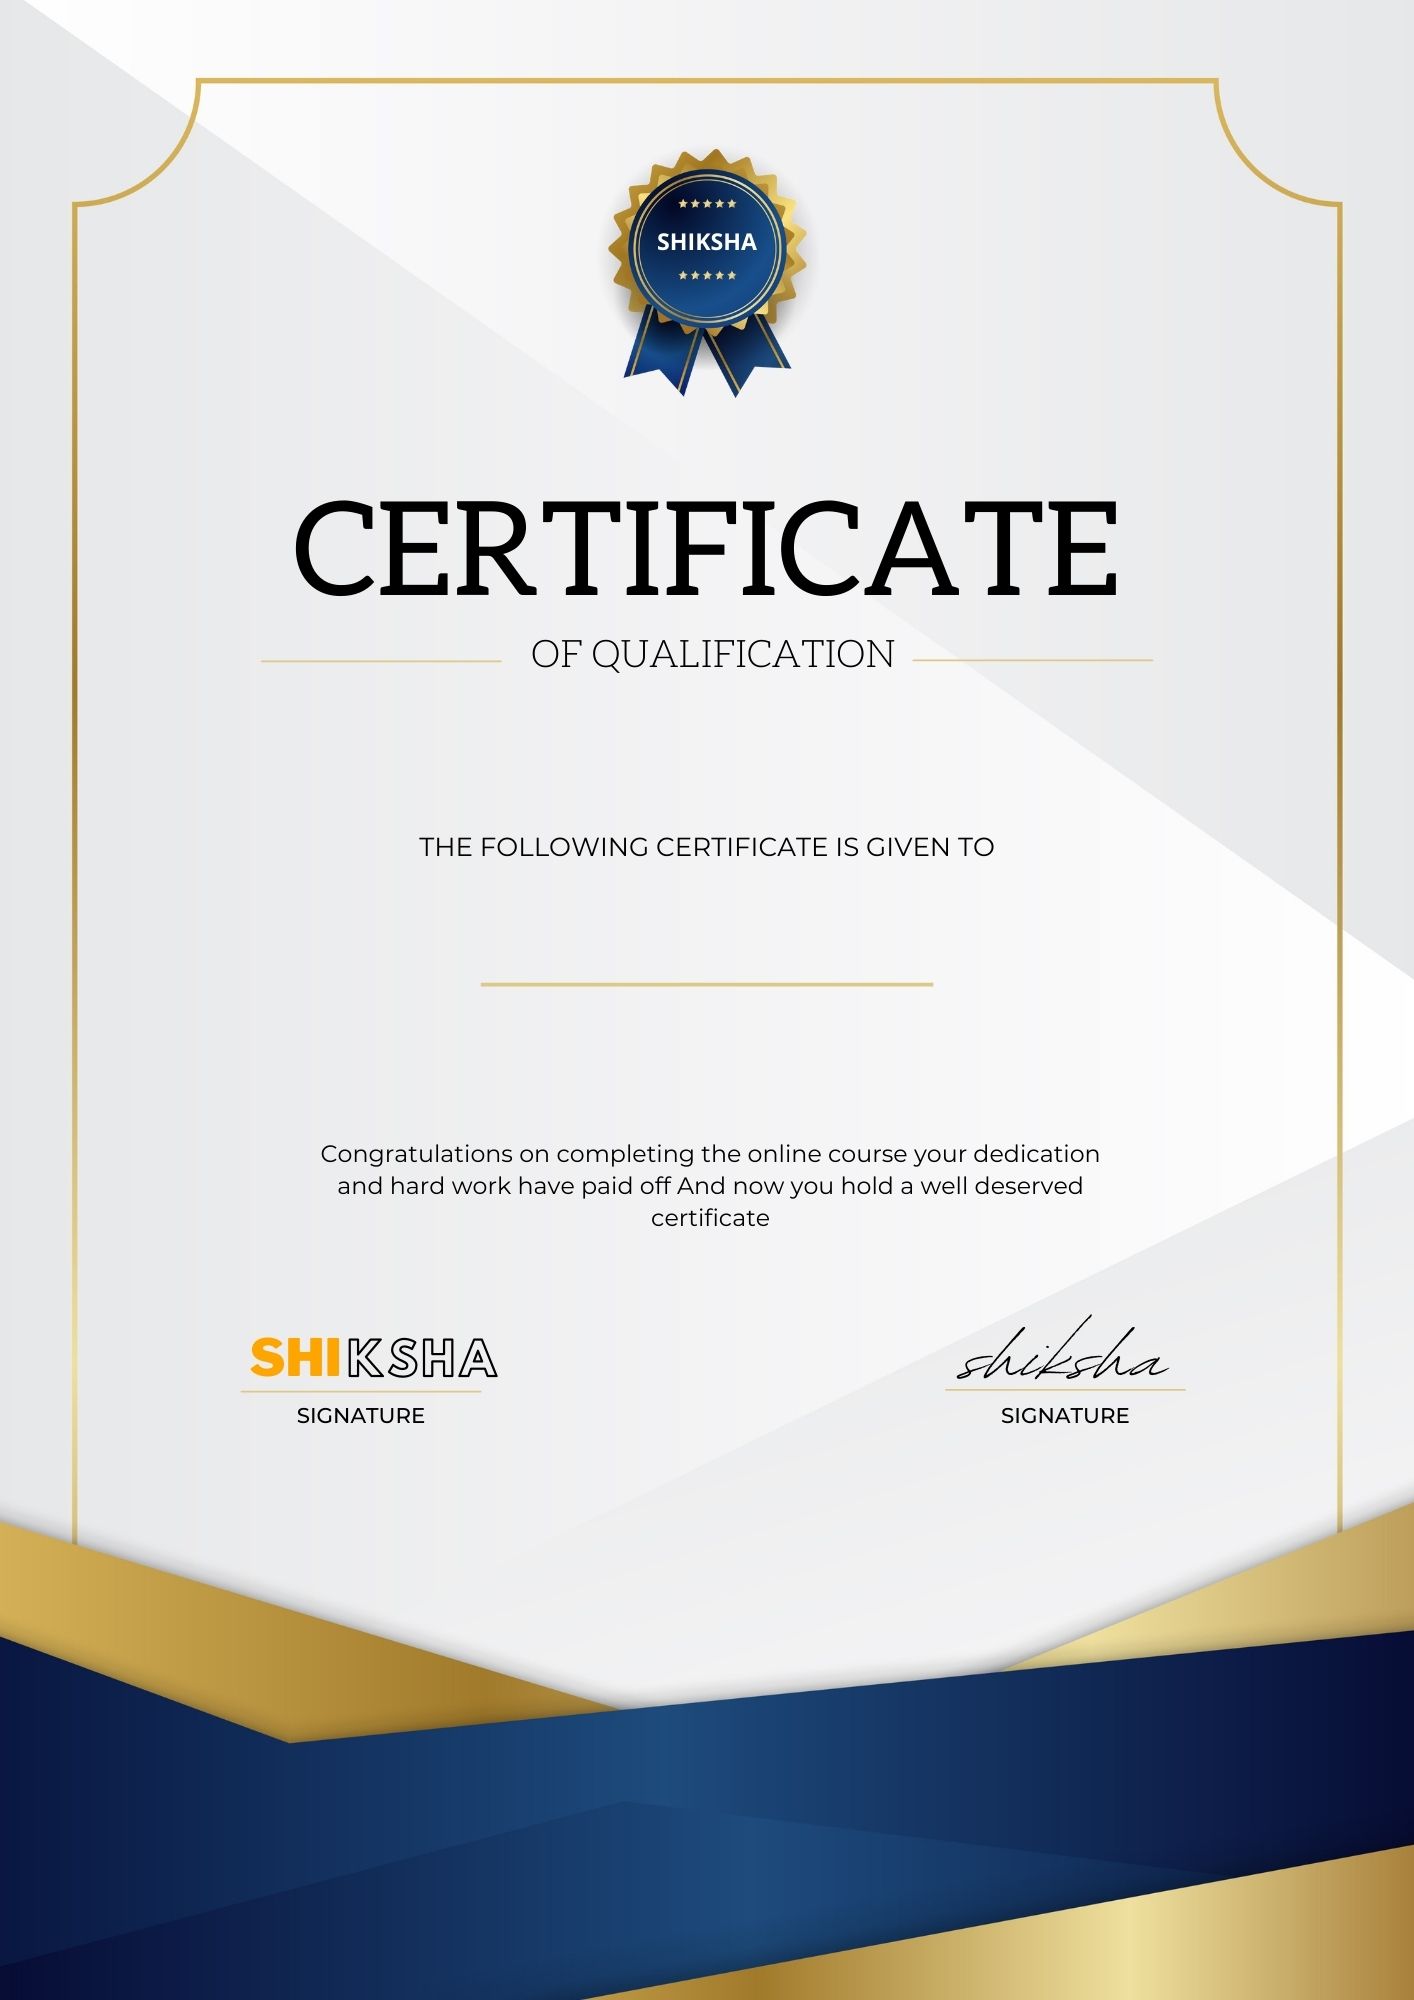 SHIKSHA
CERTIFICATE
OF QUALIFICATION
THE FOLLOWING CERTIFICATE IS GIVEN TO
Congratulations on completing the online course your dedication
and hard work have paid off And now you hold a well deserved
certificate
SHIKSHA
SIGNATURE
shiksha
SIGNATURE